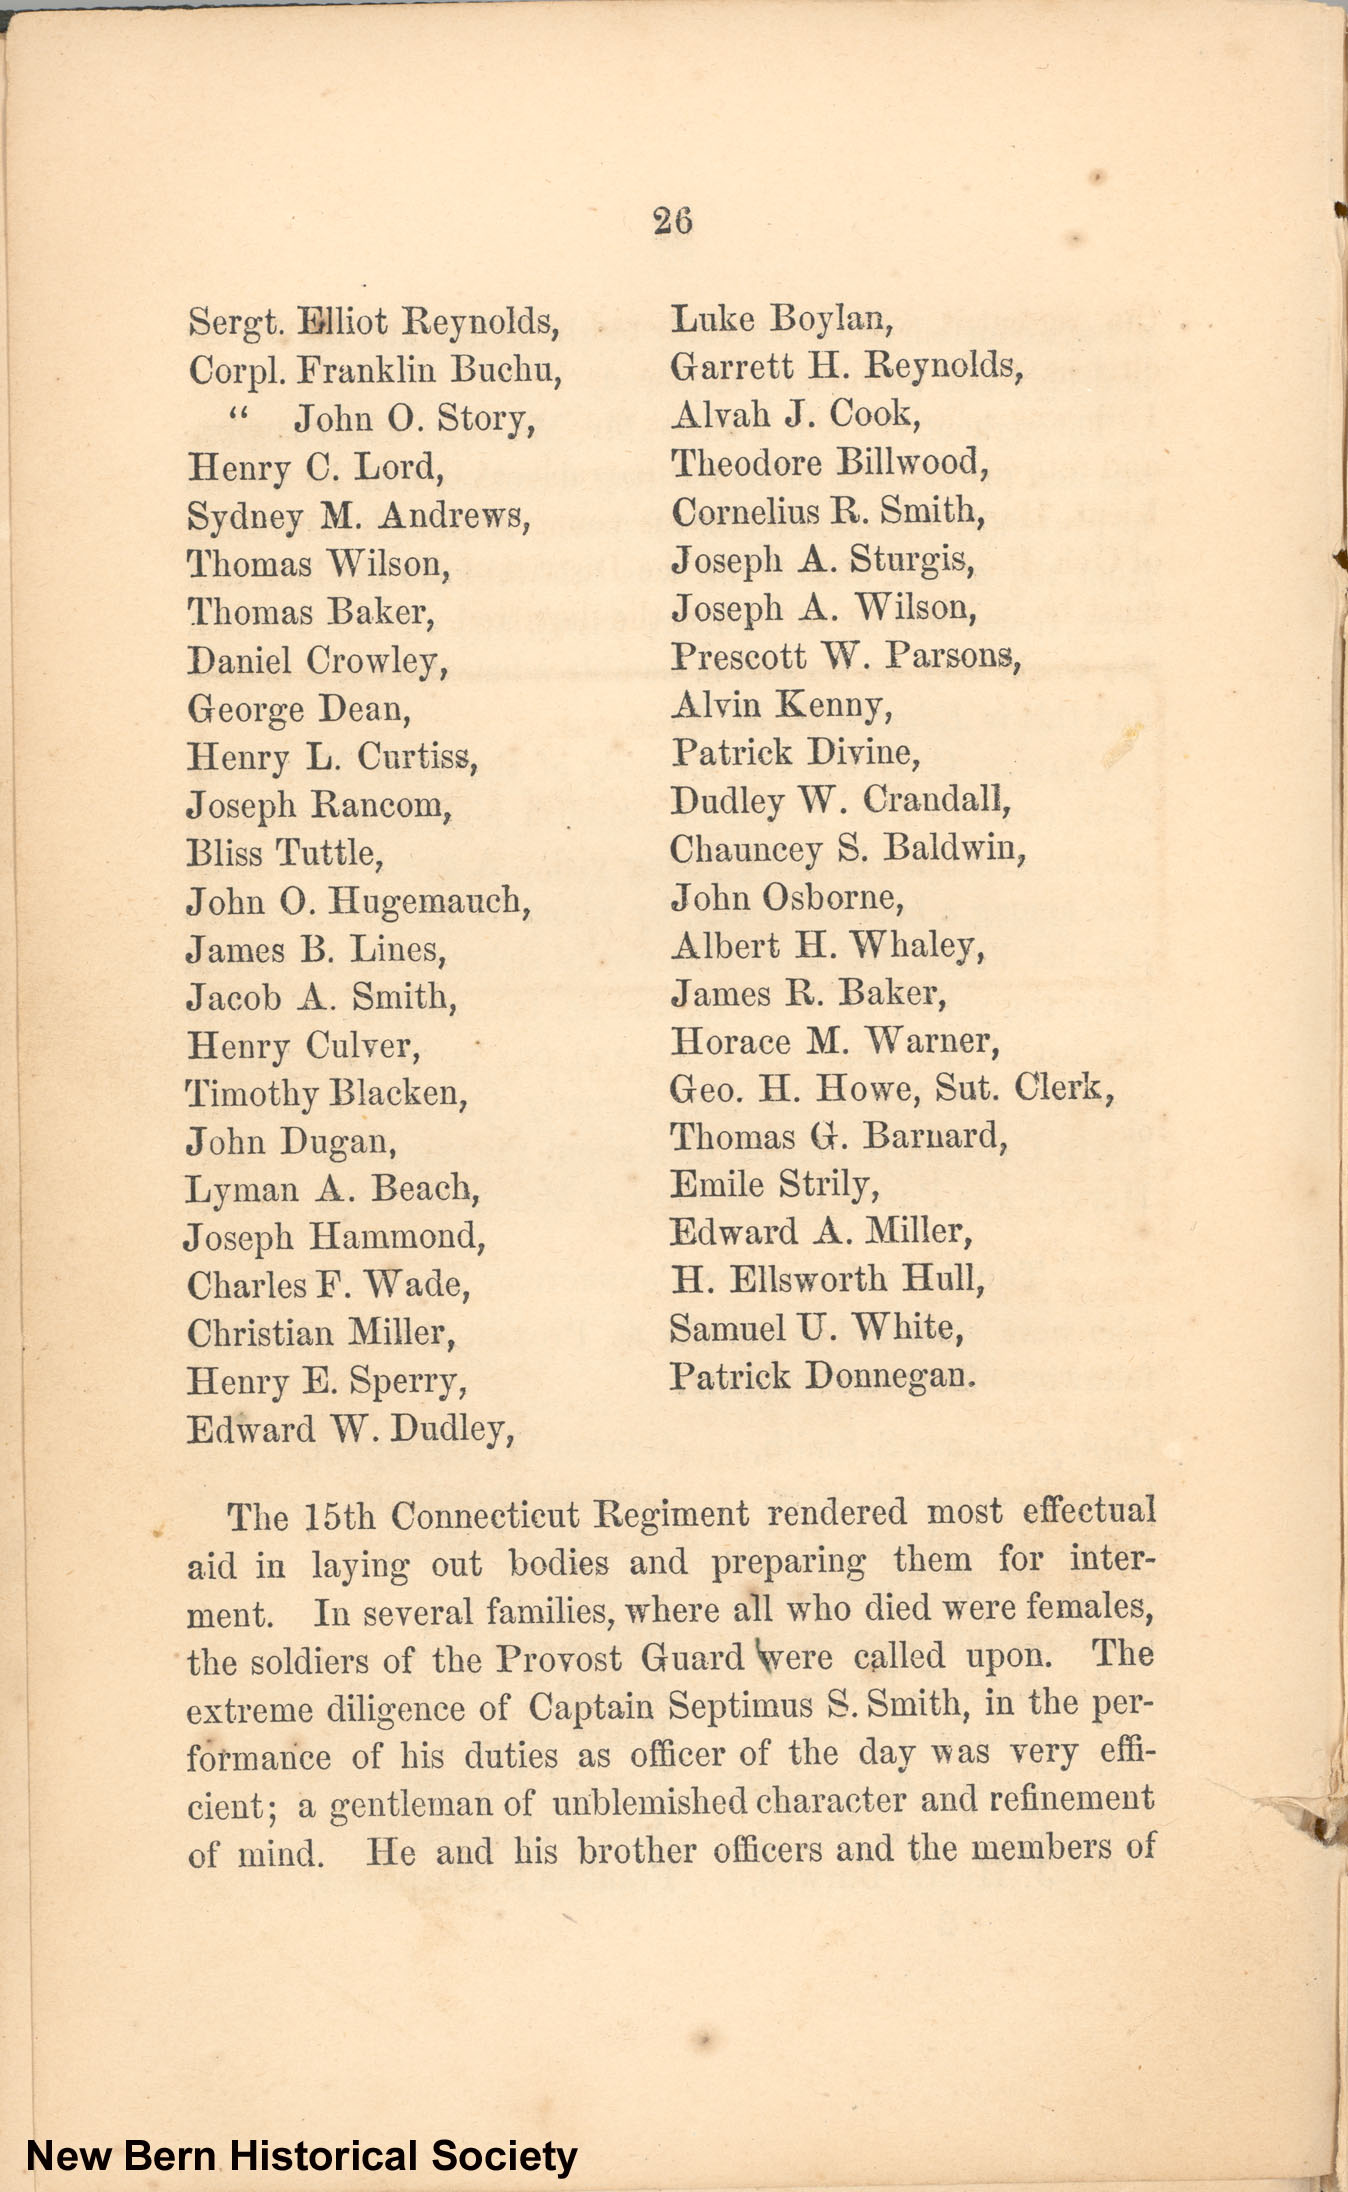 26
Sergt. Elliot Reynolds,
Corpl. Franklin Buchu,
“ John O. Story,
Henry C. Lord,
Sydney M. Andrews,
Thomas Wilson,
Thomas Baker,
Daniel Crowley,
George Dean,
Henry L. Curtiss,
Joseph Rancom,
Bliss Tuttle,
John O. Hugemauch,
James B. Lines,
Jacob A. Smith,
Henry Culver,
Timothy Blacken,
John Dugan,
Lyman A. Beach,
Joseph Hammond,
Charles F. Wade,
Christian Miller,
Henry E. Sperry,
Edward W. Dudley,
Luke Boylan,
Garrett H. Reynolds,
Alvah J. Cook,
Theodore Billwood,
Cornelius R. Smith,
Joseph A. Sturgis,
Joseph A. Wilson,
Prescott W. Parsons,
Alvin Kenny,
Patrick Divine,
Dudley W. Crandall,
Chauncey S. Baldwin,
John Osborne,
Albert H. Whaley,
James R. Baker,
Horace M. Warner,
Geo. H. Howe, Sut. Clerk,
Thomas G. Barnard,
Emile Strily,
Edward A. Miller,
H. Ellsworth Hull,
Samuel U. White,
Patrick Donnegan.
The 15th Connecticut Regiment rendered most effectual
aid in laying out bodies and preparing them for inter-
ment. In several families, where all who died were females,
the soldiers of the Provost Guard were called upon. The
extreme diligence of Captain Septimus S. Smith, in the per-
formance of his duties as officer of the day was very effi-
cient; a gentleman of unblemished character and refinement
of mind. He and his brother officers and the members of
New Bern Historical Society